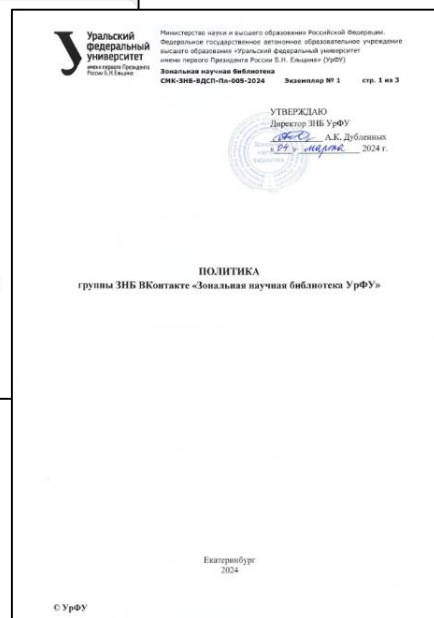 Уральский
федеральный
университет
имени первого Президента
России Б.Н.Ельцина
Министерство науки и высшего образования Российской Федерации.
Федеральное государственное автономное образовательное учреждение
высшего образования «Уральский федеральный университет
имени первого Президента России Б.Н. Ельцина» (УрФУ)
Зональная научная библиотека
СМК-ЗНБ-ВДСП-Пл-005-2024 Экземпляр № 1 стр. 1 из 3
УТВЕРЖДАЮ
Директор ЗНБ УрФУ
А.К. Дубленных
« 04 » марта 2024 г.
ПОЛИТИКА
группы ЗНБ ВКонтакте «Зональная научная библиотека УрФУ»
Екатеринбург
2024
© УрФУ